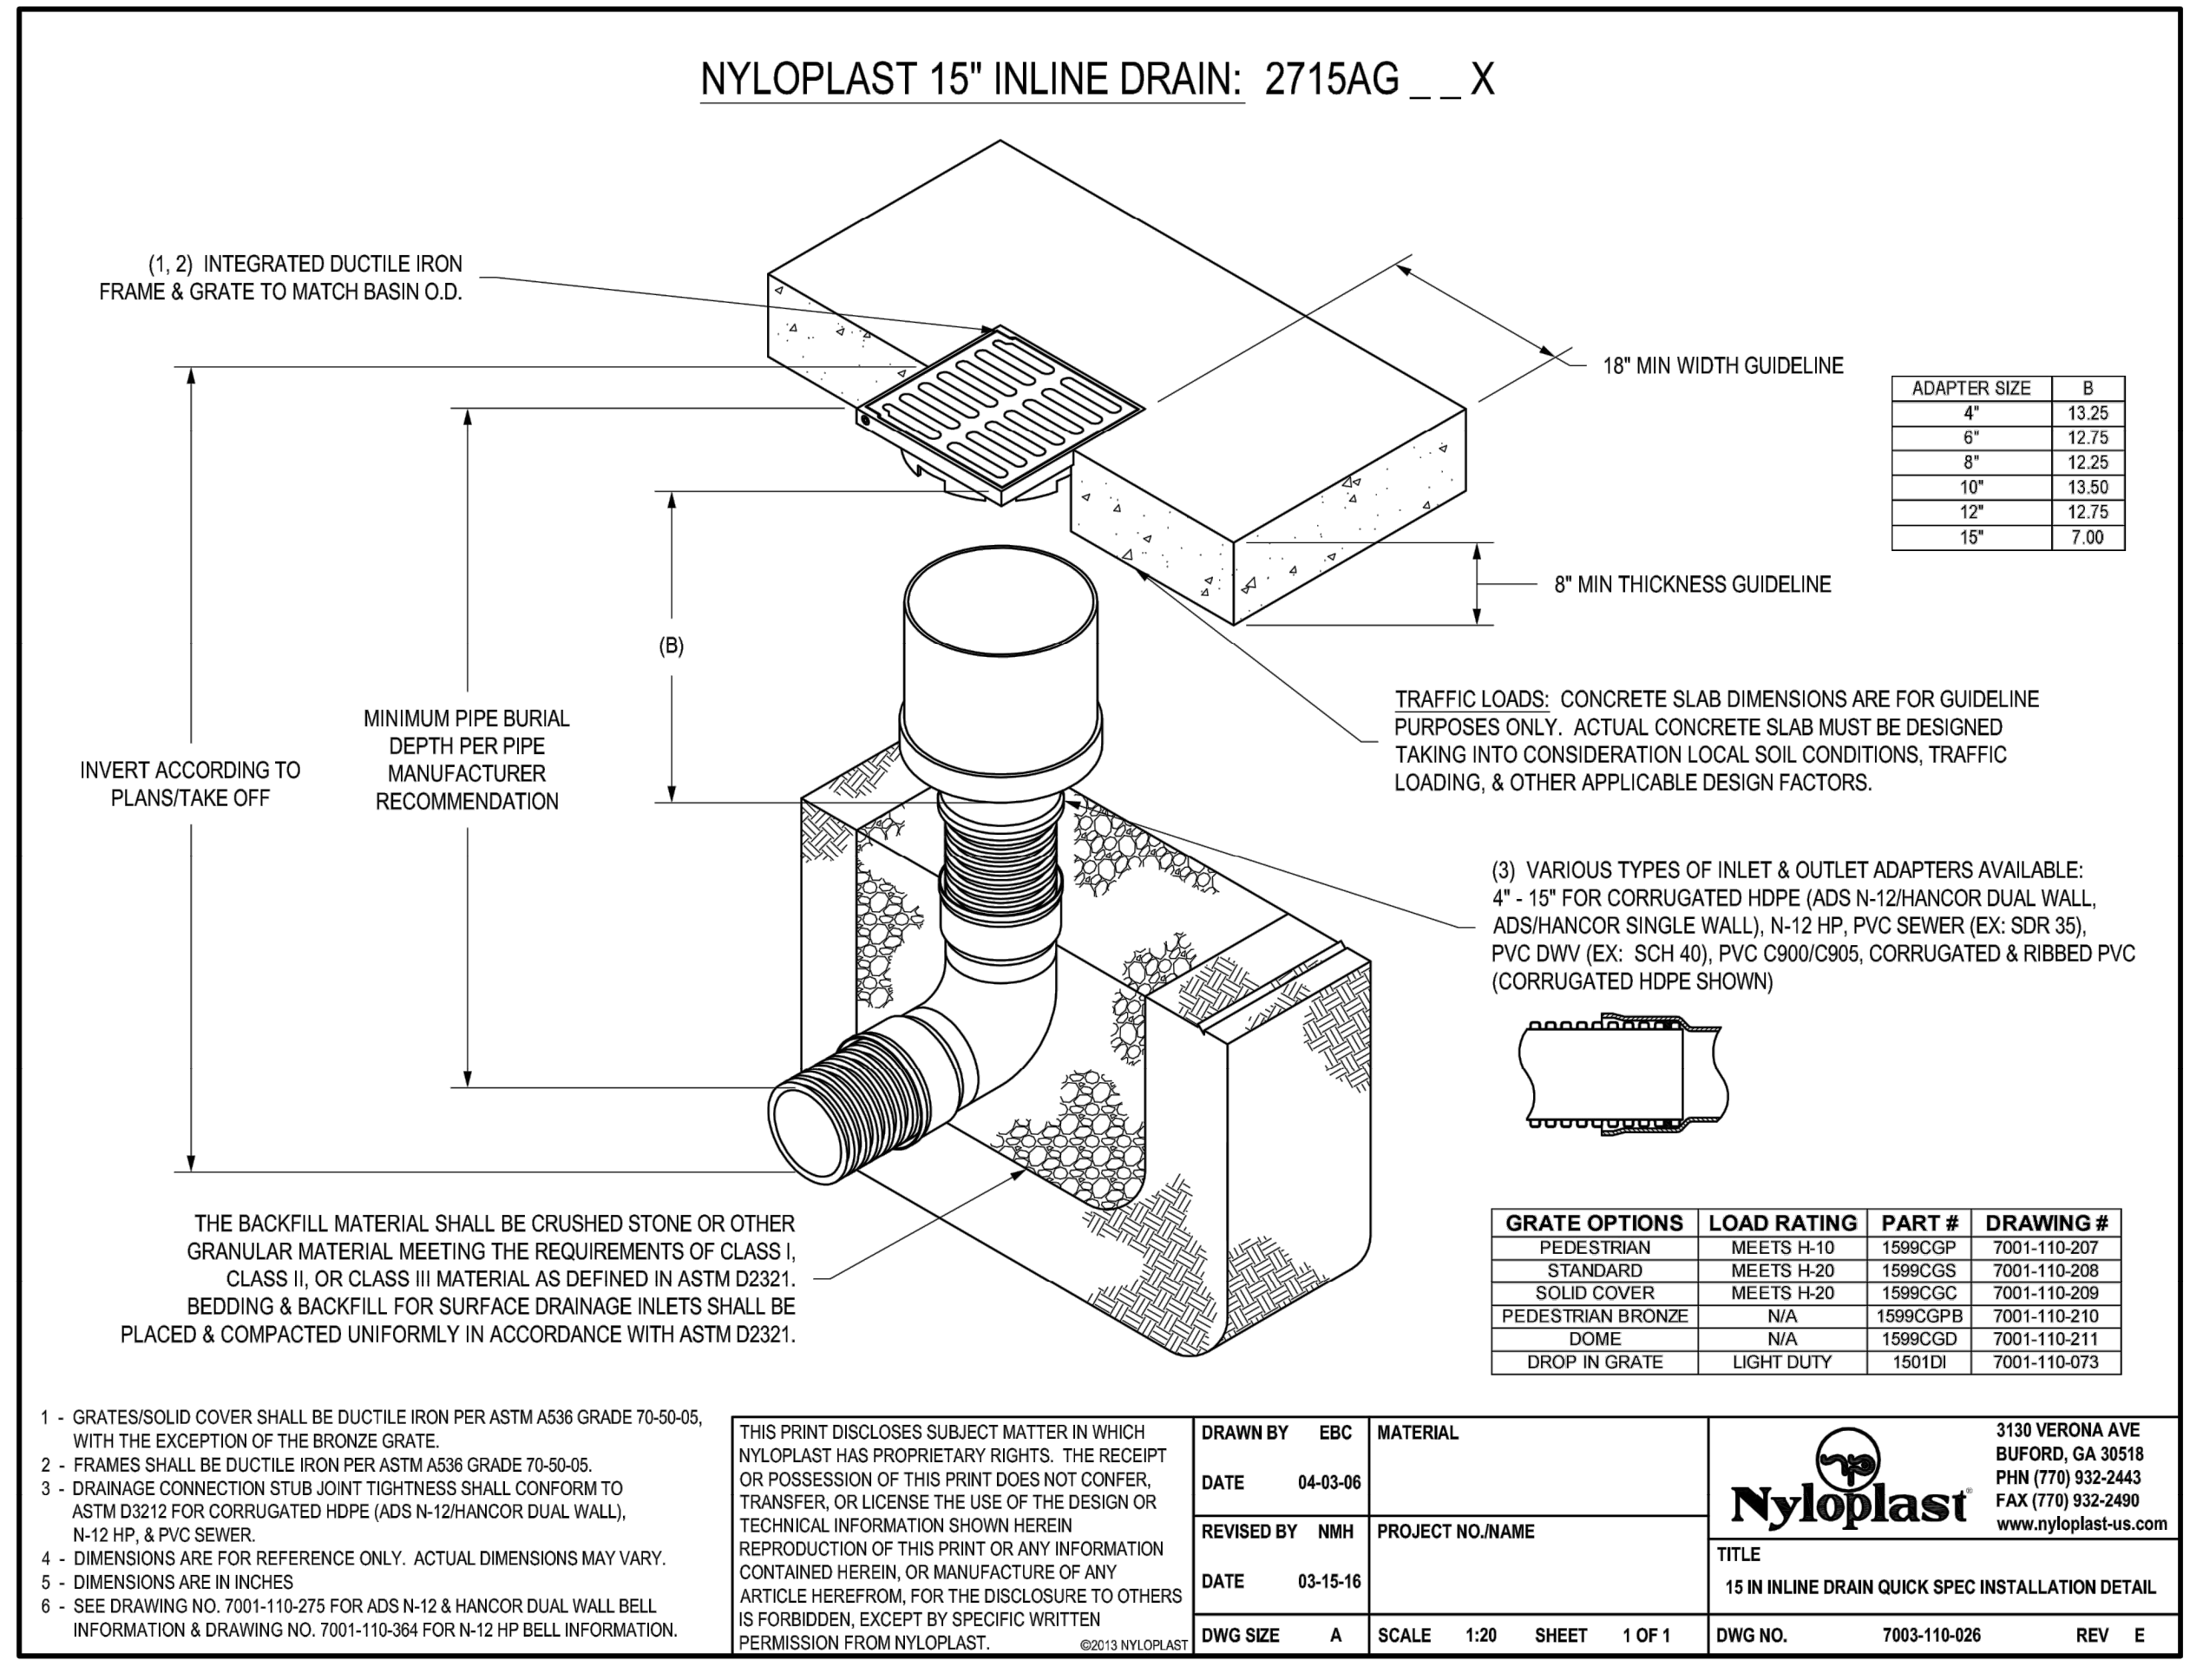 NYLOPLAST 15" INLINE DRAIN: 2715AG _ _ X
(1, 2) INTEGRATED DUCTILE IRON
FRAME & GRATE TO MATCH BASIN O.D.
18" MIN WIDTH GUIDELINE
ADAPTER SIZE B
4" 13.25
6" 12.75
8" 12.25
10" 13.50
12" 12.75
15" 7.00
8" MIN THICKNESS GUIDELINE
(B)
MINIMUM PIPE BURIAL
DEPTH PER PIPE
MANUFACTURER
RECOMMENDATION
INVERT ACCORDING TO
PLANS/TAKE OFF
TRAFFIC LOADS: CONCRETE SLAB DIMENSIONS ARE FOR GUIDELINE
PURPOSES ONLY. ACTUAL CONCRETE SLAB MUST BE DESIGNED
TAKING INTO CONSIDERATION LOCAL SOIL CONDITIONS, TRAFFIC
LOADING, & OTHER APPLICABLE DESIGN FACTORS.
(3) VARIOUS TYPES OF INLET & OUTLET ADAPTERS AVAILABLE:
4" - 15" FOR CORRUGATED HDPE (ADS N-12/HANCOR DUAL WALL,
ADS/HANCOR SINGLE WALL), N-12 HP, PVC SEWER (EX: SDR 35),
PVC DWV (EX: SCH 40), PVC C900/C905, CORRUGATED & RIBBED PVC
(CORRUGATED HDPE SHOWN)
THE BACKFILL MATERIAL SHALL BE CRUSHED STONE OR OTHER
GRANULAR MATERIAL MEETING THE REQUIREMENTS OF CLASS I,
CLASS II, OR CLASS III MATERIAL AS DEFINED IN ASTM D2321.
BEDDING & BACKFILL FOR SURFACE DRAINAGE INLETS SHALL BE
PLACED & COMPACTED UNIFORMLY IN ACCORDANCE WITH ASTM D2321.
GRATE OPTIONS LOAD RATING PART # DRAWING #
PEDESTRIAN MEETS H-10 1599CGP 7001-110-207
STANDARD MEETS H-20 1599CGS 7001-110-208
SOLID COVER MEETS H-20 1599CGC 7001-110-209
PEDESTRIAN BRONZE N/A 1599CGPB 7001-110-210
DOME N/A 1599CGD 7001-110-211
DROP IN GRATE LIGHT DUTY 1501DI 7001-110-073
1 - GRATES/SOLID COVER SHALL BE DUCTILE IRON PER ASTM A536 GRADE 70-50-05,
WITH THE EXCEPTION OF THE BRONZE GRATE.
2 - FRAMES SHALL BE DUCTILE IRON PER ASTM A536 GRADE 70-50-05.
3 - DRAINAGE CONNECTION STUB JOINT TIGHTNESS SHALL CONFORM TO
ASTM D3212 FOR CORRUGATED HDPE (ADS N-12/HANCOR DUAL WALL),
N-12 HP, & PVC SEWER.
4 - DIMENSIONS ARE FOR REFERENCE ONLY. ACTUAL DIMENSIONS MAY VARY.
5 - DIMENSIONS ARE IN INCHES
6 - SEE DRAWING NO. 7001-110-275 FOR ADS N-12 & HANCOR DUAL WALL BELL
INFORMATION & DRAWING NO. 7001-110-364 FOR N-12 HP BELL INFORMATION.
THIS PRINT DISCLOSES SUBJECT MATTER IN WHICH
NYLOPLAST HAS PROPRIETARY RIGHTS. THE RECEIPT
OR POSSESSION OF THIS PRINT DOES NOT CONFER,
TRANSFER, OR LICENSE THE USE OF THE DESIGN OR
TECHNICAL INFORMATION SHOWN HEREIN
REPRODUCTION OF THIS PRINT OR ANY INFORMATION
CONTAINED HEREIN, OR MANUFACTURE OF ANY
ARTICLE HEREFROM, FOR THE DISCLOSURE TO OTHERS
IS FORBIDDEN, EXCEPT BY SPECIFIC WRITTEN
PERMISSION FROM NYLOPLAST. ©2013 NYLOPLAST
DRAWN BY EBC
DATE 04-03-06
REVISED BY NMH
DATE 03-15-16
DWG SIZE A
MATERIAL
PROJECT NO./NAME
SCALE 1:20 SHEET 1 OF 1
Nyloplast®
3130 VERONA AVE
BUFORD, GA 30518
PHN (770) 932-2443
FAX (770) 932-2490
www.nyloplast-us.com
TITLE
15 IN INLINE DRAIN QUICK SPEC INSTALLATION DETAIL
DWG NO. 7003-110-026 REV E